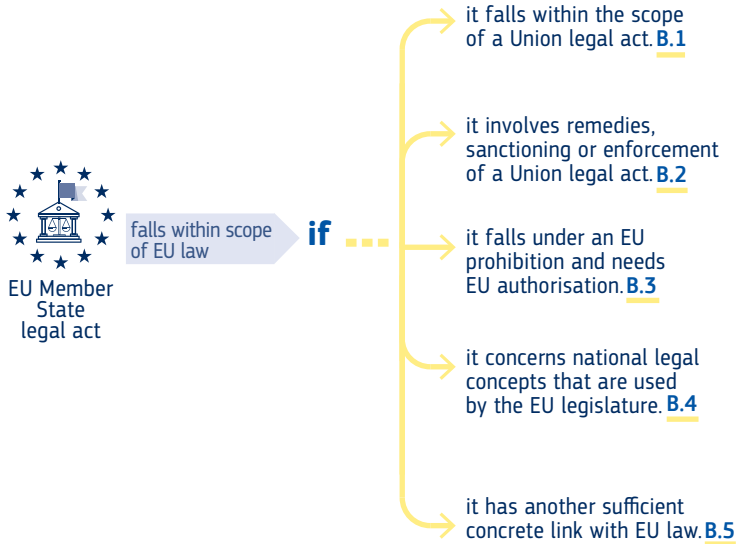 EU Member
State
legal act
falls within scope
of EU law
if
it falls within the scope
of a Union legal act. B.1
it involves remedies,
sanctioning or enforcement
of a Union legal act. B.2
it falls under an EU
prohibition and needs
EU authorisation. B.3
it concerns national legal
concepts that are used
by the EU legislature. B.4
it has another sufficient
concrete link with EU law. B.5